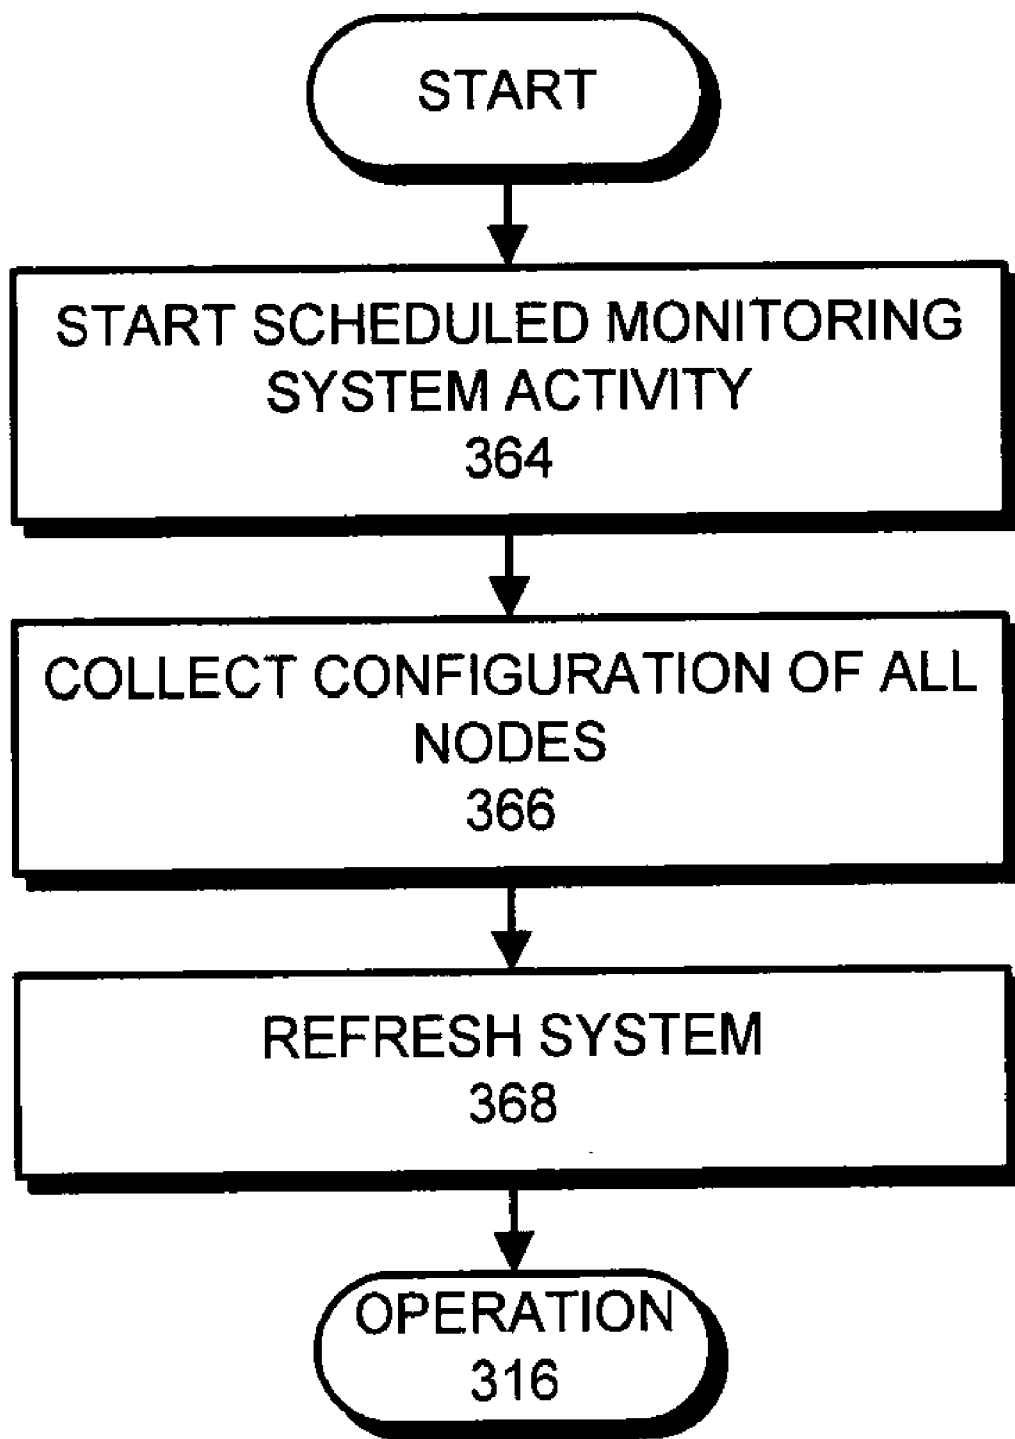 START
START SCHEDULED MONITORING
SYSTEM ACTIVITY
364
COLLECT CONFIGURATION OF ALL
NODES
366
REFRESH SYSTEM
368
OPERATION
316